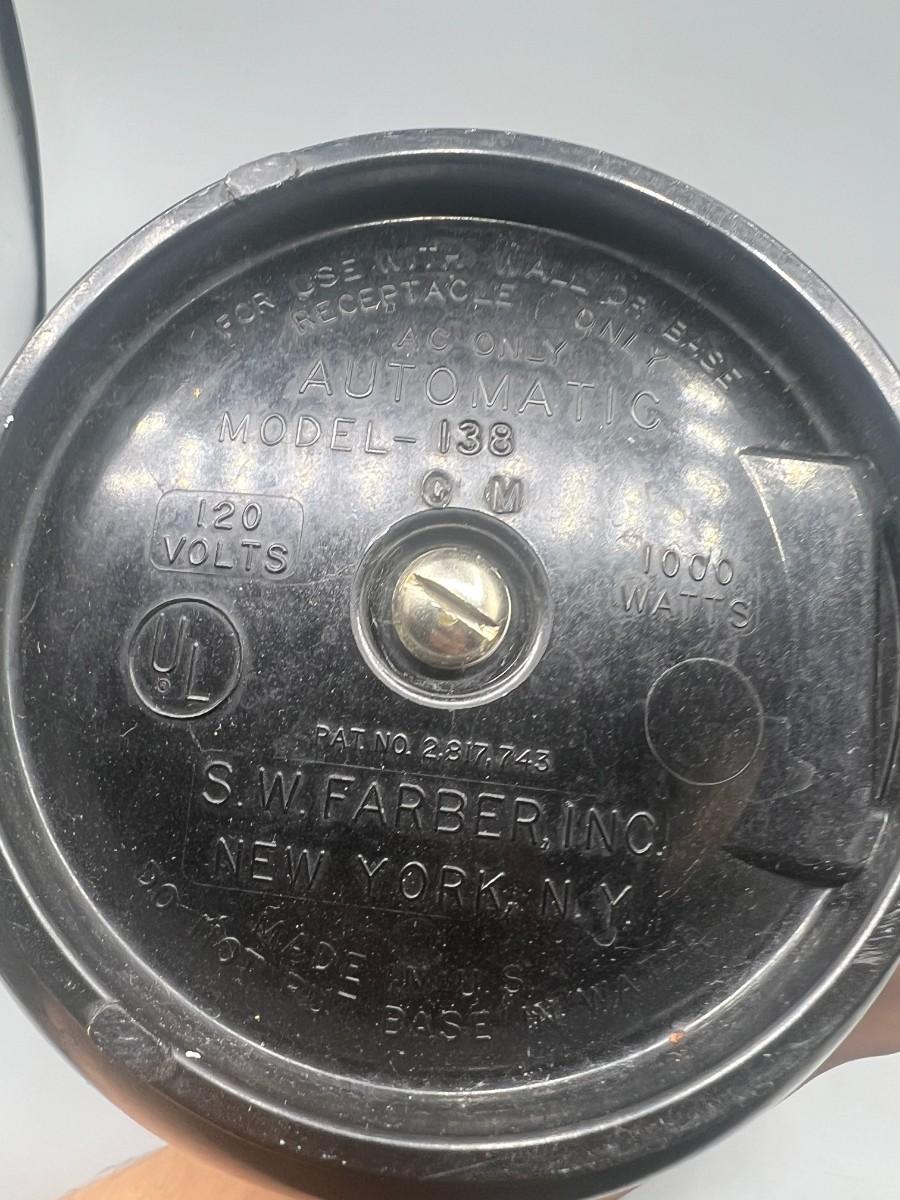 FOR USE WITH WALL OR BASE
RECEPTACLE ONLY
AC ONLY
AUTOMATIC
MODEL-138
M
120
VOLTS
1000
WATTS
UL
PAT. NO. 2,817,743
S.W. FARBER, INC.
NEW YORK, N.Y.
MADE IN U.S.
DO NOT PUT BASE IN